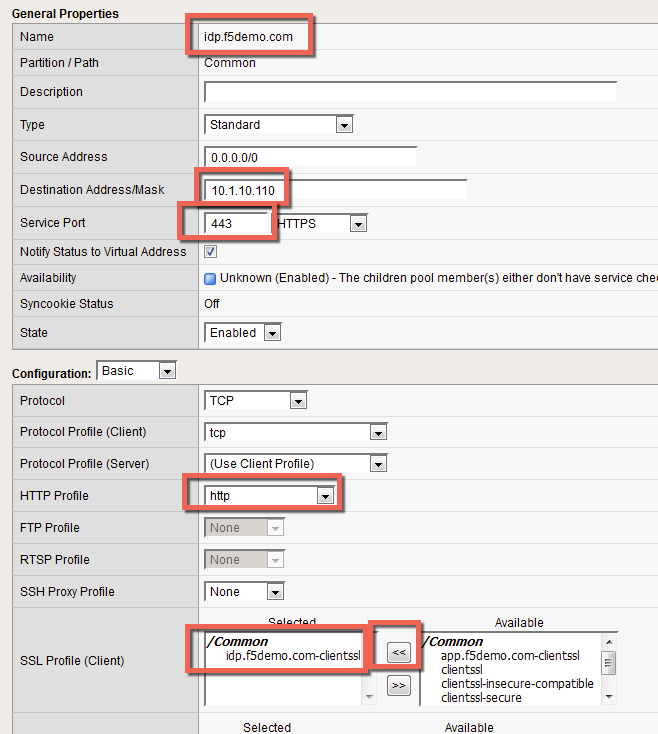 General Properties
Name idp.f5demo.com
Partition / Path Common
Description
Type Standard
Source Address 0.0.0.0/0
Destination Address/Mask 10.1.10.110
Service Port 443 HTTPS
Notify Status to Virtual Address
Availability Unknown (Enabled) - The children pool member(s) either don't have service che
Syncookie Status Off
State Enabled
Configuration: Basic
Protocol TCP
Protocol Profile (Client) tcp
Protocol Profile (Server) (Use Client Profile)
HTTP Profile http
FTP Profile None
RTSP Profile None
SSH Proxy Profile None
Selected Available
/Common << /Common
idp.f5demo.com-clientssl app.f5demo.com-clientssl
SSL Profile (Client) clientssl
>> clientssl-insecure-compatible
clientssl-secure
Selected Available